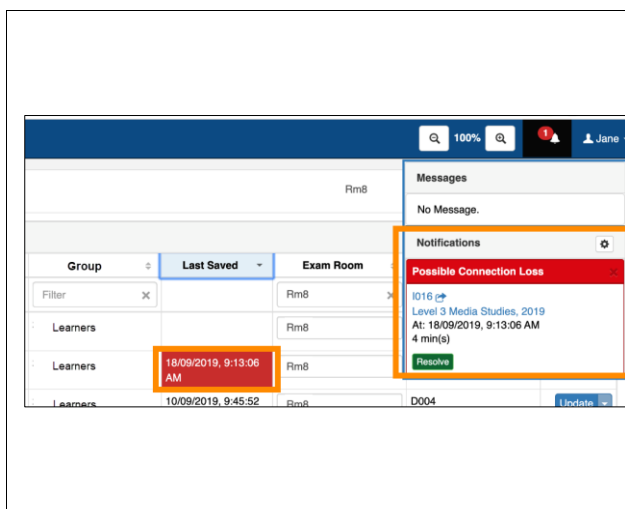 100%
1
Jane
Rm8
Messages
No Message.
Notifications
Group
Last Saved
Exam Room
Possible Connection Loss
Filter
Rm8
I016
Level 3 Media Studies, 2019
At: 18/09/2019, 9:13:06 AM
4 min(s)
Resolve
Learners
Rm8
Learners
18/09/2019, 9:13:06
AM
Rm8
Learners
10/09/2019, 9:45:52
Rm8
D004
Update